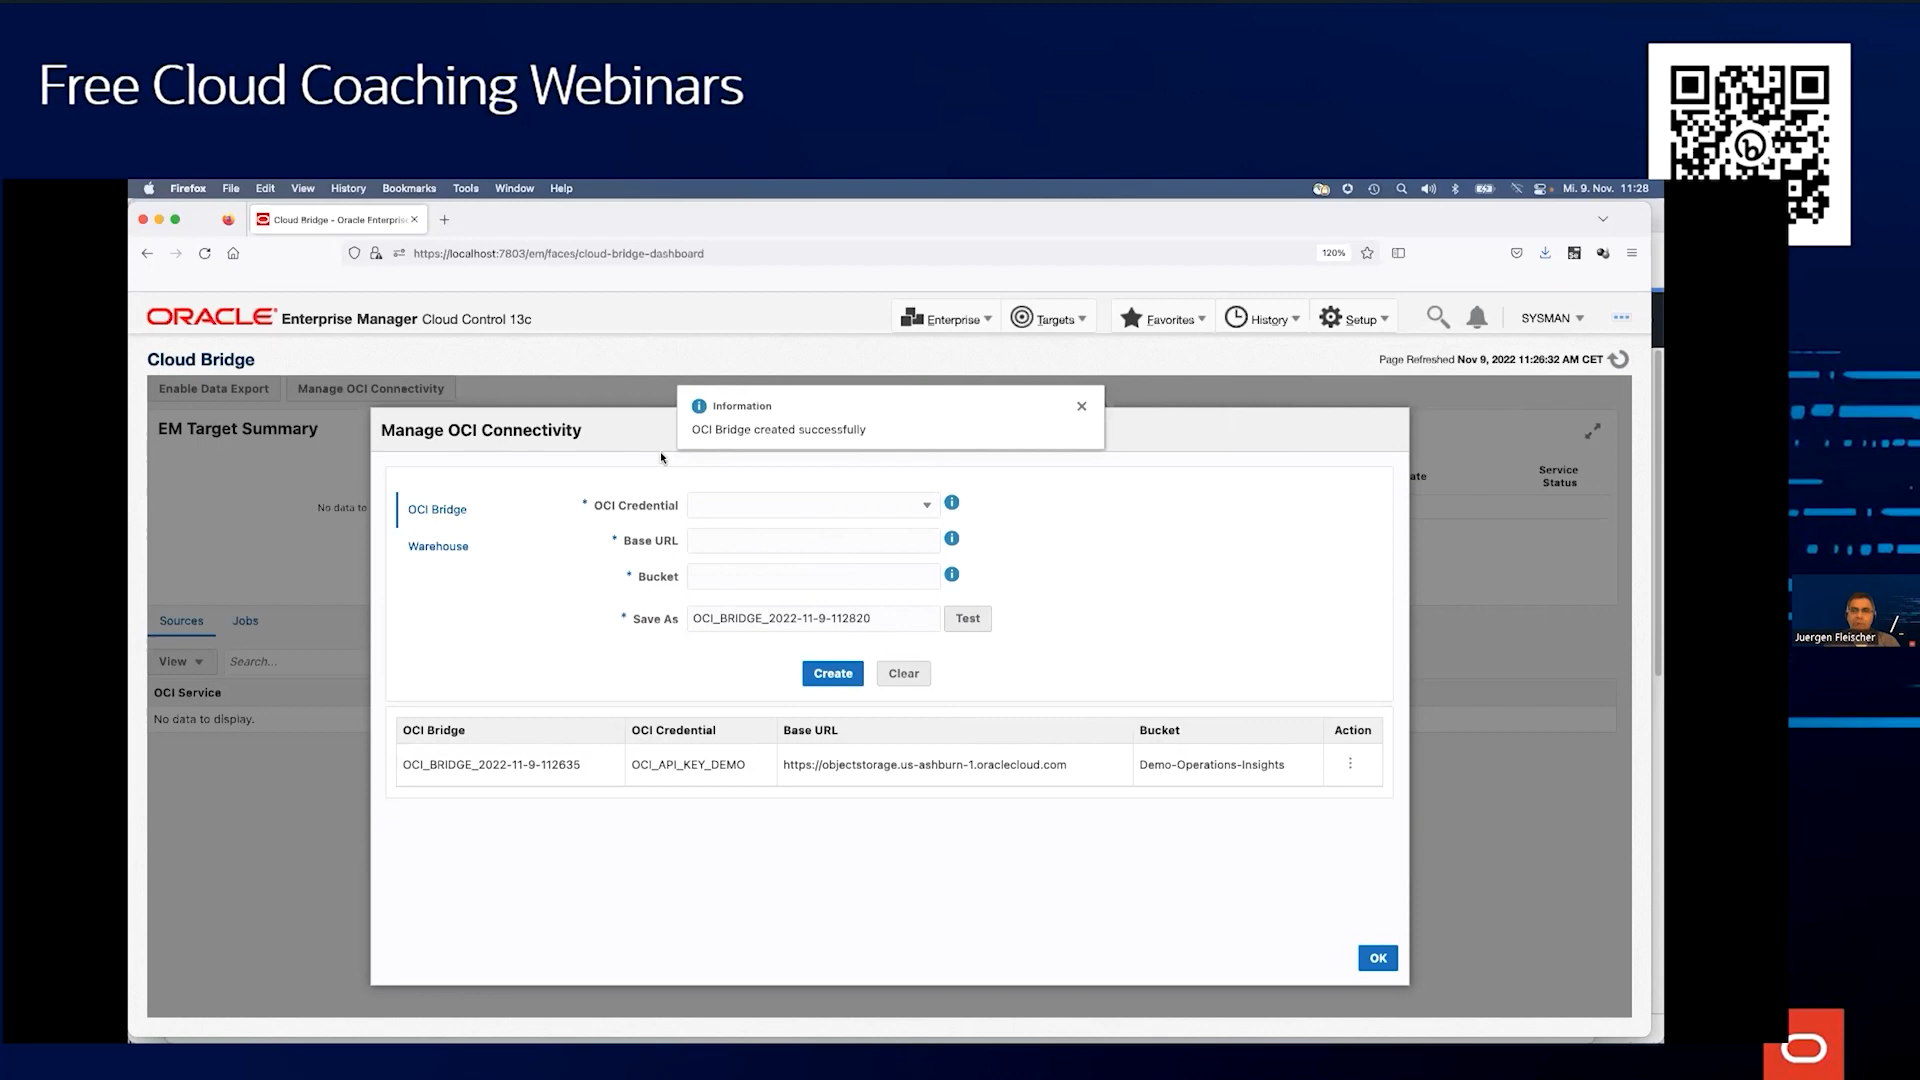 Free Cloud Coaching Webinars
Firefox File Edit View History Bookmarks Tools Window Help
Mi. 9. Nov. 11:28
Cloud Bridge - Oracle Enterpris
https://localhost:7803/em/faces/cloud-bridge-dashboard
120%
ORACLE Enterprise Manager Cloud Control 13c
Enterprise Targets Favorites History Setup SYSMAN
Cloud Bridge
Page Refreshed Nov 9, 2022 11:26:32 AM CET
Enable Data Export Manage OCI Connectivity
Information
OCI Bridge created successfully
EM Target Summary
Manage OCI Connectivity
Service
Status
ate
No data to
OCI Bridge
Warehouse
* OCI Credential
* Base URL
* Bucket
* Save As OCI_BRIDGE_2022-11-9-112820 Test
Create Clear
Sources Jobs
View Search...
OCI Service
No data to display.
OCI Bridge OCI Credential Base URL Bucket Action
OCI_BRIDGE_2022-11-9-112635 OCI_API_KEY_DEMO https://objectstorage.us-ashburn-1.oraclecloud.com Demo-Operations-Insights
OK
Juergen Fleischer